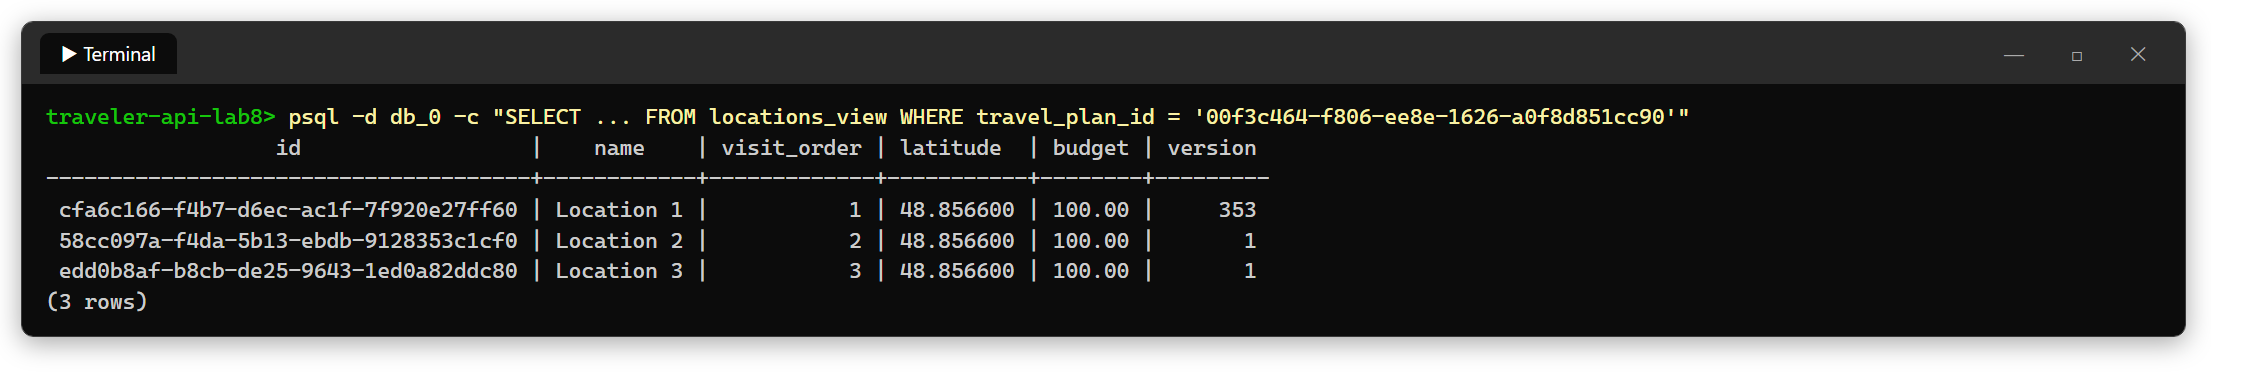 ▶ Terminal
traveler-api-lab8> psql -d db_0 -c "SELECT ... FROM locations_view WHERE travel_plan_id = '00f3c464-f806-ee8e-1626-a0f8d851cc90'"
                  id                  |    name    | visit_order | latitude  | budget | version
--------------------------------------+------------+-------------+-----------+--------+---------
 cfa6c166-f4b7-d6ec-ac1f-7f920e27ff60 | Location 1 |           1 | 48.856600 | 100.00 |     353
 58cc097a-f4da-5b13-ebdb-9128353c1cf0 | Location 2 |           2 | 48.856600 | 100.00 |       1
 edd0b8af-b8cb-de25-9643-1ed0a82ddc80 | Location 3 |           3 | 48.856600 | 100.00 |       1
(3 rows)